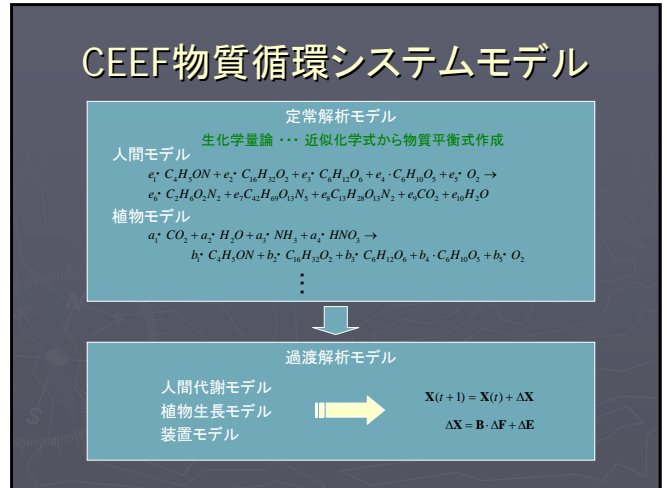 CEEF物質循環システムモデル
定常解析モデル
生化学量論 ・・・ 近似化学式から物質平衡式作成
人間モデル
e₁· C₄H₅ON + e₂· C₁₆H₃₂O₂ + e₃· C₆H₁₂O₆ + e₄ · C₆H₁₀O₅ + e₅· O₂ →
e₆· C₂H₆O₂N₂ + e₇C₄₂H₆₉O₁₃N₅ + e₈C₁₃H₂₈O₁₃N₂ + e₉CO₂ + e₁₀H₂O
植物モデル
a₁· CO₂ + a₂· H₂O + a₃· NH₃ + a₄· HNO₃ →
b₁· C₄H₅ON + b₂· C₁₆H₃₂O₂ + b₃· C₆H₁₂O₆ + b₄ · C₆H₁₀O₅ + b₅· O₂
⋮
過渡解析モデル
人間代謝モデル
植物生長モデル
装置モデル
X(t + 1) = X(t) + ΔX
ΔX = B · ΔF + ΔE